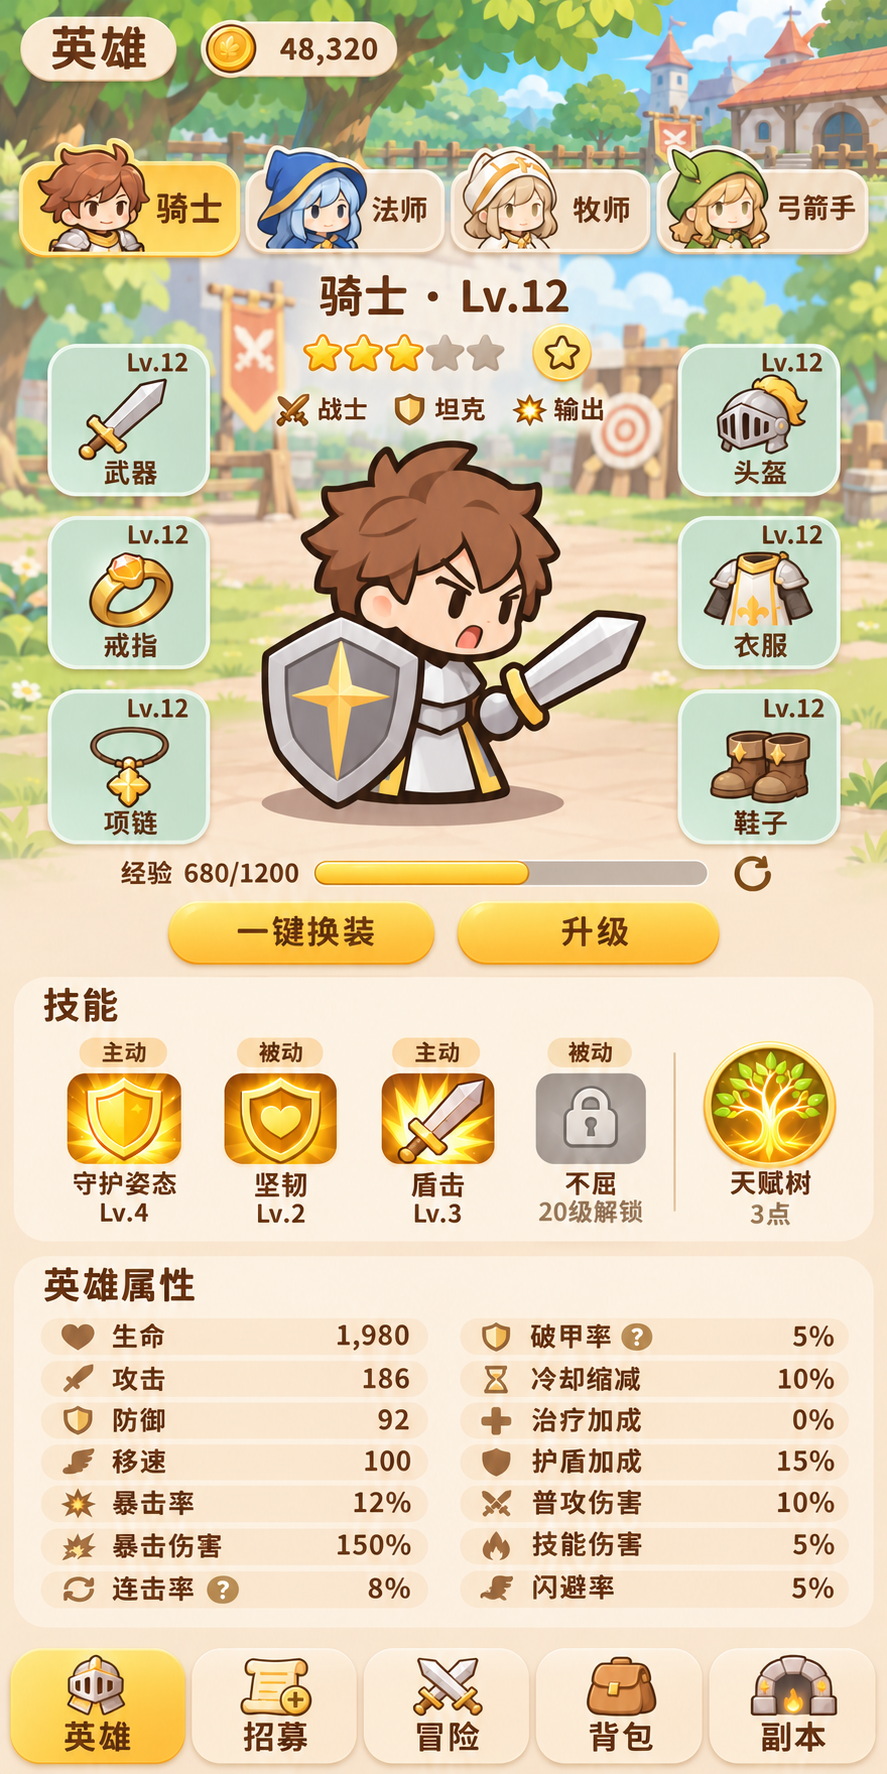 英雄
48,320
骑士
法师
牧师
弓箭手
骑士·Lv.12
战士 坦克 输出
Lv.12
武器
Lv.12
头盔
Lv.12
戒指
Lv.12
衣服
Lv.12
项链
Lv.12
鞋子
经验 680/1200
一键换装
升级
技能
主动
守护姿态
Lv.4
被动
坚韧
Lv.2
主动
盾击
Lv.3
被动
不屈
20级解锁
天赋树
3点
英雄属性
生命 1,980
攻击 186
防御 92
移速 100
暴击率 12%
暴击伤害 150%
连击率 ? 8%
破甲率 ? 5%
冷却缩减 10%
治疗加成 0%
护盾加成 15%
普攻伤害 10%
技能伤害 5%
闪避率 5%
英雄
招募
冒险
背包
副本